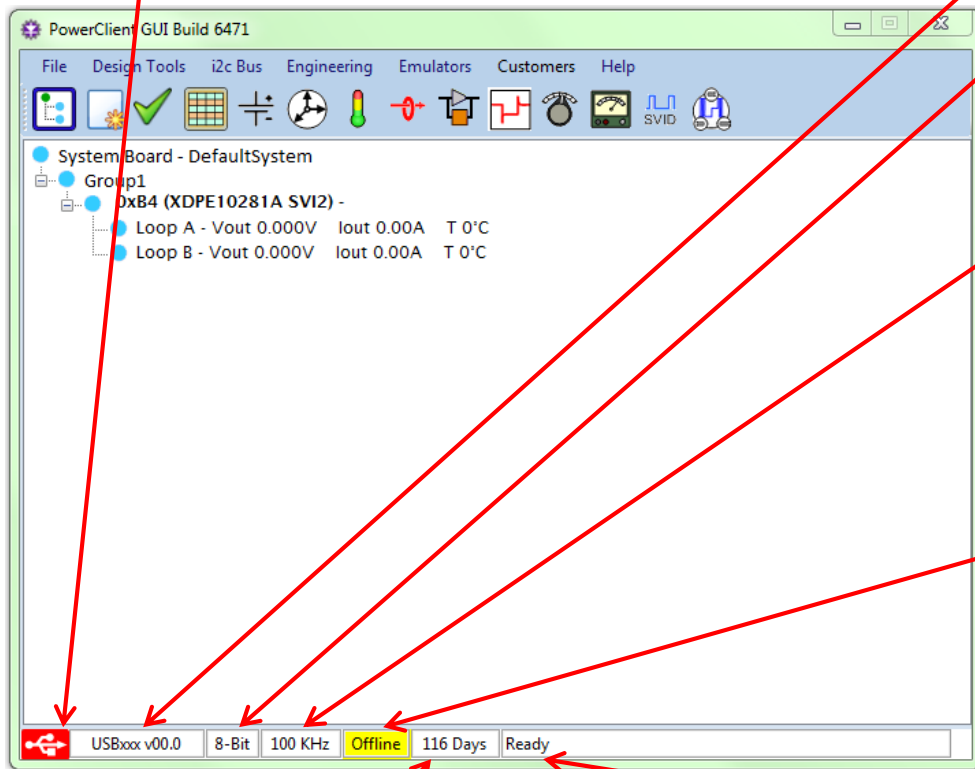 PowerClient GUI Build 6471
File Design Tools i2c Bus Engineering Emulators Customers Help
SVID
System Board - DefaultSystem
Group1
0xB4 (XDPE10281A SVI2) -
Loop A - Vout 0.000V Iout 0.00A T 0°C
Loop B - Vout 0.000V Iout 0.00A T 0°C
USBxxx v00.0 8-Bit 100 KHz Offline 116 Days Ready